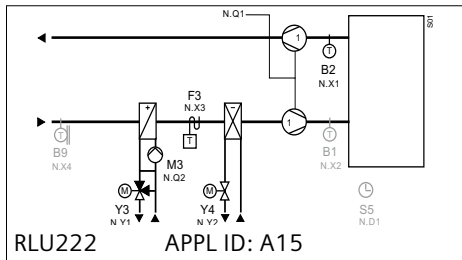 N.Q1
S01
1
T
B2
N.X1
F3
N.X3
+
1
T
T
T
B9
N.X4
M3
N.Q2
B1
N.X2
M
M
Y3
N.Y1
Y4
N.Y2
S5
N.D1
RLU222 APPL ID: A15